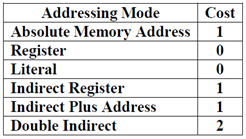 Addressing Mode Cost
Absolute Memory Address 1
Register 0
Literal 0
Indirect Register 1
Indirect Plus Address 1
Double Indirect 2